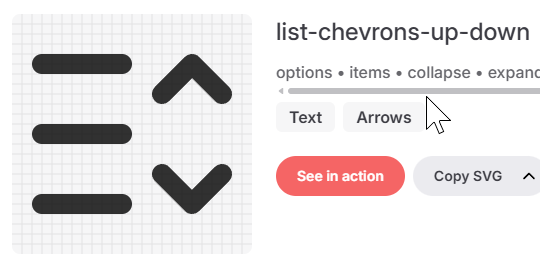 list-chevrons-up-down
options • items • collapse • expand
Text Arrows
See in action Copy SVG